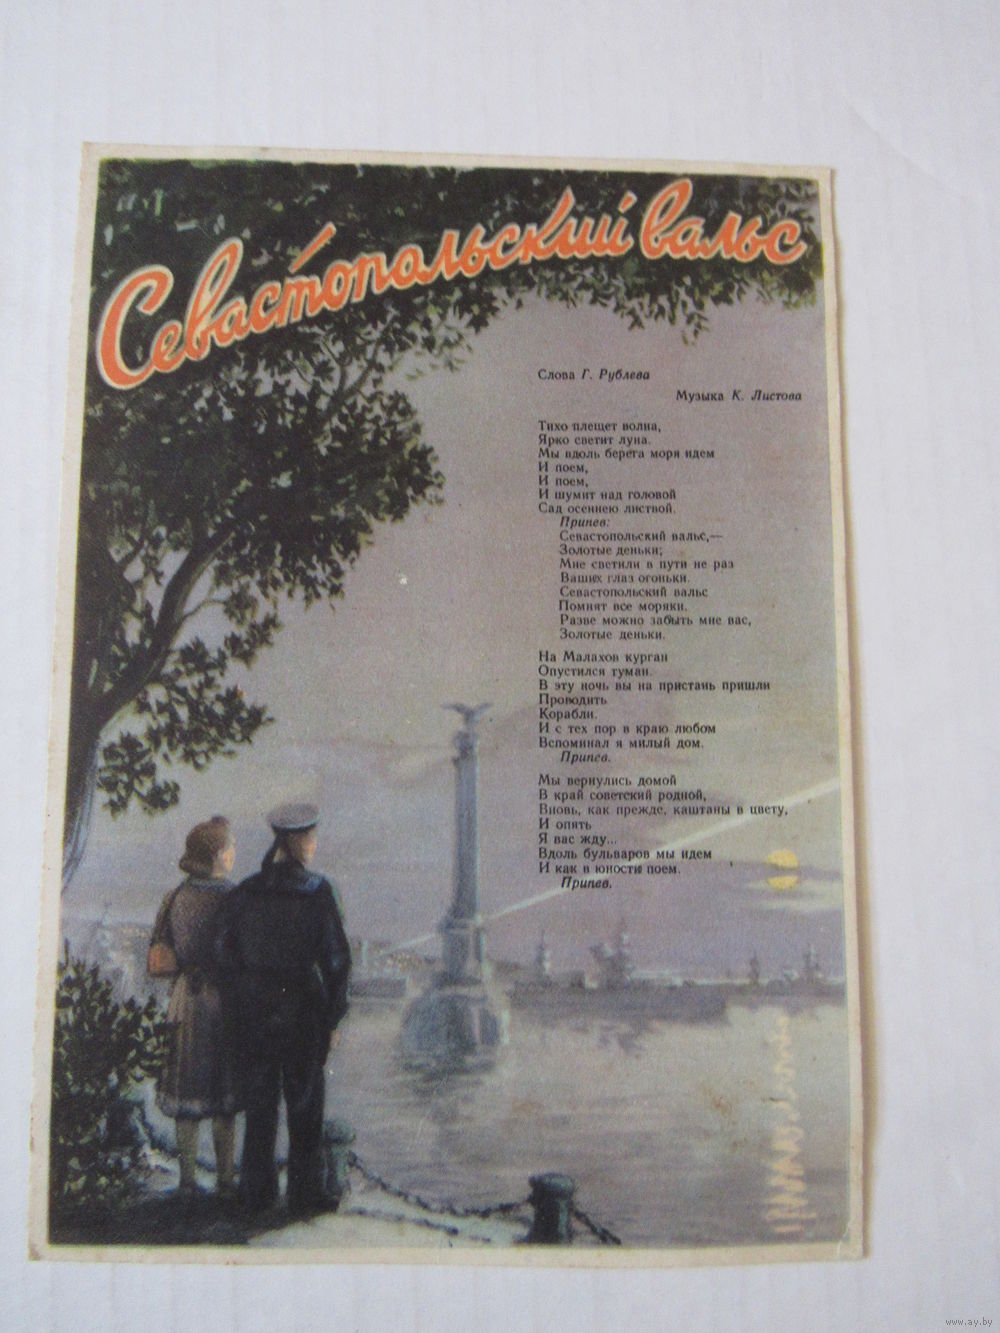 Севастопольский вальс
Слова Г. Рублева
Музыка К. Листова
Тихо плещет волна,
Ярко светит луна.
Мы вдоль берега моря идем
И поем,
И поем,
И шумит над головой
Сад осеннею листвой.
Припев:
Севастопольский вальс,—
Золотые деньки;
Мне светили в пути не раз
Ваших глаз огоньки.
Севастопольский вальс
Помнят все моряки.
Разве можно забыть мне вас,
Золотые деньки.
На Малахов курган
Опустился туман.
В эту ночь вы на пристань пришли
Проводить
Корабли.
И с тех пор в краю любом
Вспоминал я милый дом.
Припев.
Мы вернулись домой
В край советский родной,
Вновь, как прежде, каштаны в цвету,
И опять
Я вас жду...
Вдоль бульваров мы идем
И как в юности поем.
Припев.
www.ay.by